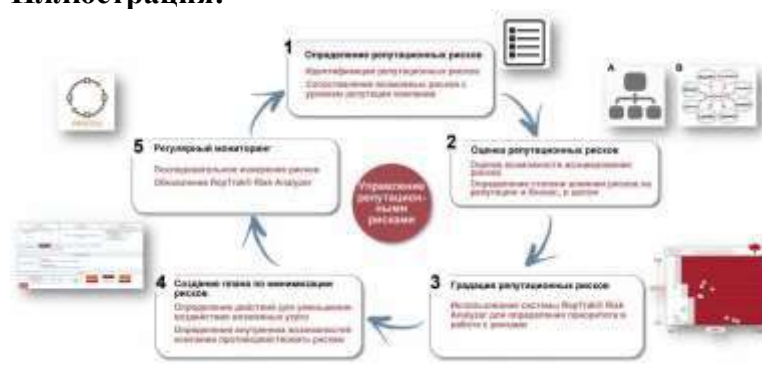 Иллюстрация:
1
Определение репутационных рисков
Идентификация репутационных рисков
Сопоставление возможных рисков с
уровнем репутации компании
A
B
2
Оценка репутационных рисков
Оценка возможности возникновения
рисков
Определение степени влияния рисков на
репутацию и бизнес, в целом
3
Градация репутационных рисков
Использование системы RepTrak® Risk
Analyzer для определения приоритета в
работе с рисками
4
Создание плана по минимизации
рисков
Определение действий для уменьшения
воздействия возможных угроз
Определение внутренних возможностей
компании противодействовать рискам
5
Регулярный мониторинг
Последовательное измерение рисков
Обновление RepTrak® Risk Analyzer
Управление
репутацион-
ными
рисками